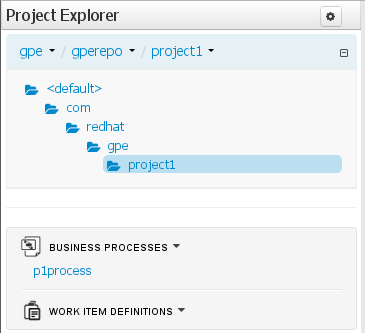 Project Explorer
gpe / gperepo / project1
<default>
com
redhat
gpe
project1
BUSINESS PROCESSES
p1process
WORK ITEM DEFINITIONS